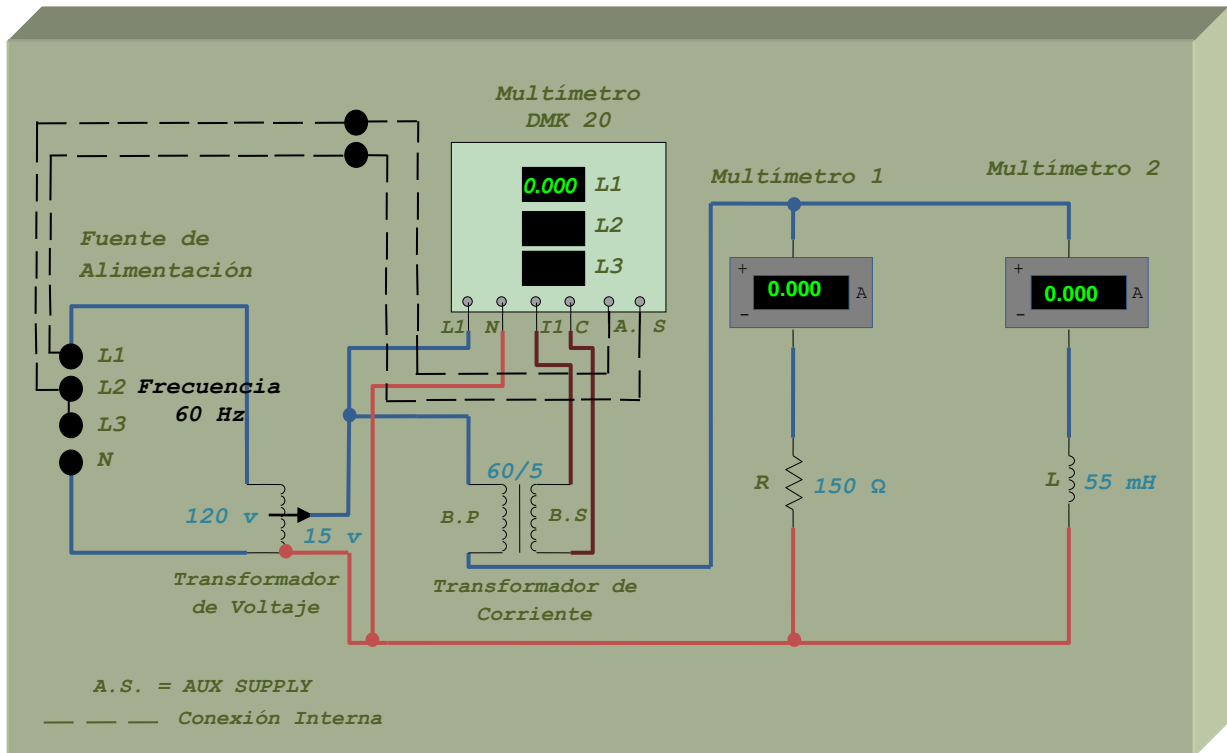 Multímetro
DMK 20
0.000 L1
L2
L3
L1 N I1 C A. S
Multímetro 1
+
0.000 A
−
Multímetro 2
+
0.000 A
−
Fuente de
Alimentación
L1
L2 Frecuencia
60 Hz
L3
N
120 v
15 v
Transformador
de Voltaje
60/5
B.P
B.S
Transformador de
Corriente
R 150 Ω
L 55 mH
A.S. = AUX SUPPLY
Conexión Interna